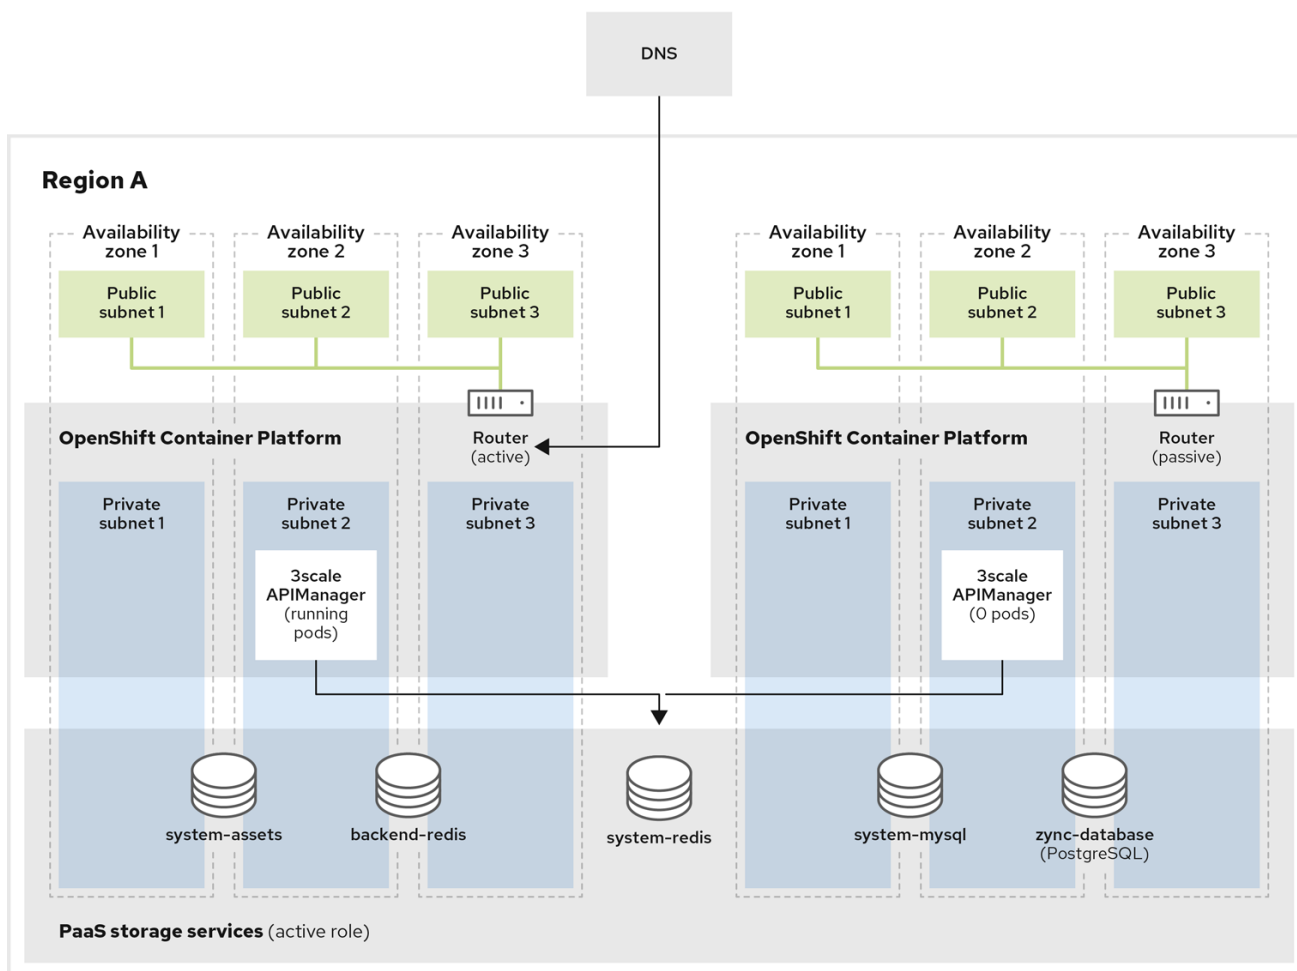 DNS
Region A
Availability
zone 1
Availability
zone 2
Availability
zone 3
Availability
zone 1
Availability
zone 2
Availability
zone 3
Public
subnet 1
Public
subnet 2
Public
subnet 3
Public
subnet 1
Public
subnet 2
Public
subnet 3
OpenShift Container Platform
Router
(active)
OpenShift Container Platform
Router
(passive)
Private
subnet 1
Private
subnet 2
Private
subnet 3
Private
subnet 1
Private
subnet 2
Private
subnet 3
3scale
APIManager
(running
pods)
3scale
APIManager
(0 pods)
system-assets
backend-redis
system-redis
system-mysql
zync-database
(PostgreSQL)
PaaS storage services (active role)